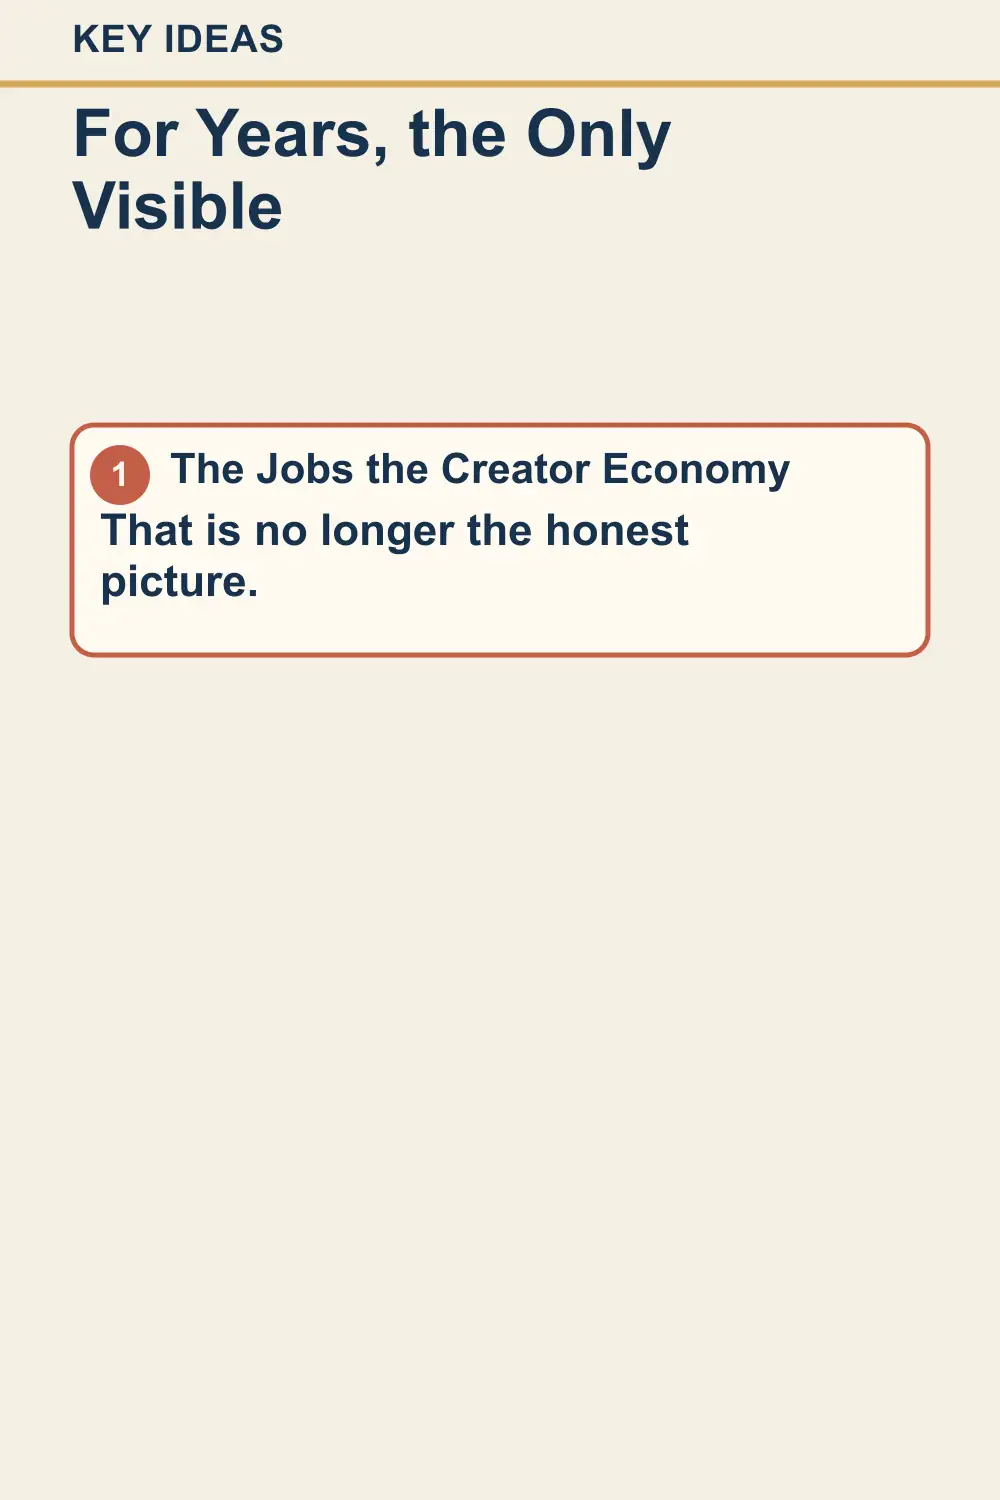 KEY IDEAS
For Years, the Only
Visible
1 The Jobs the Creator Economy
That is no longer the honest
picture.